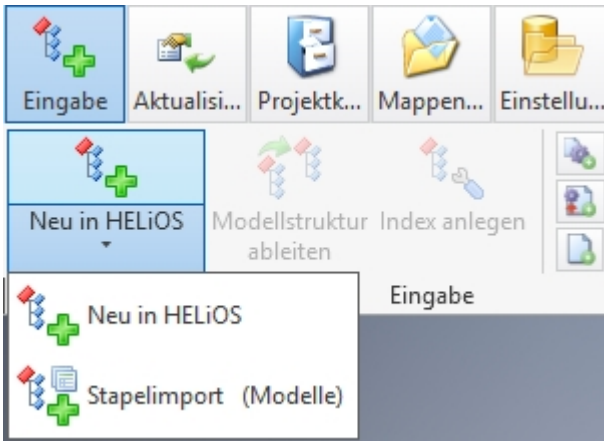 Eingabe
Aktualisi...
Projektk...
Mappen...
Einstellu...
Neu in HELiOS
Modellstruktur
ableiten
Index anlegen
Eingabe
Neu in HELiOS
Stapelimport (Modelle)